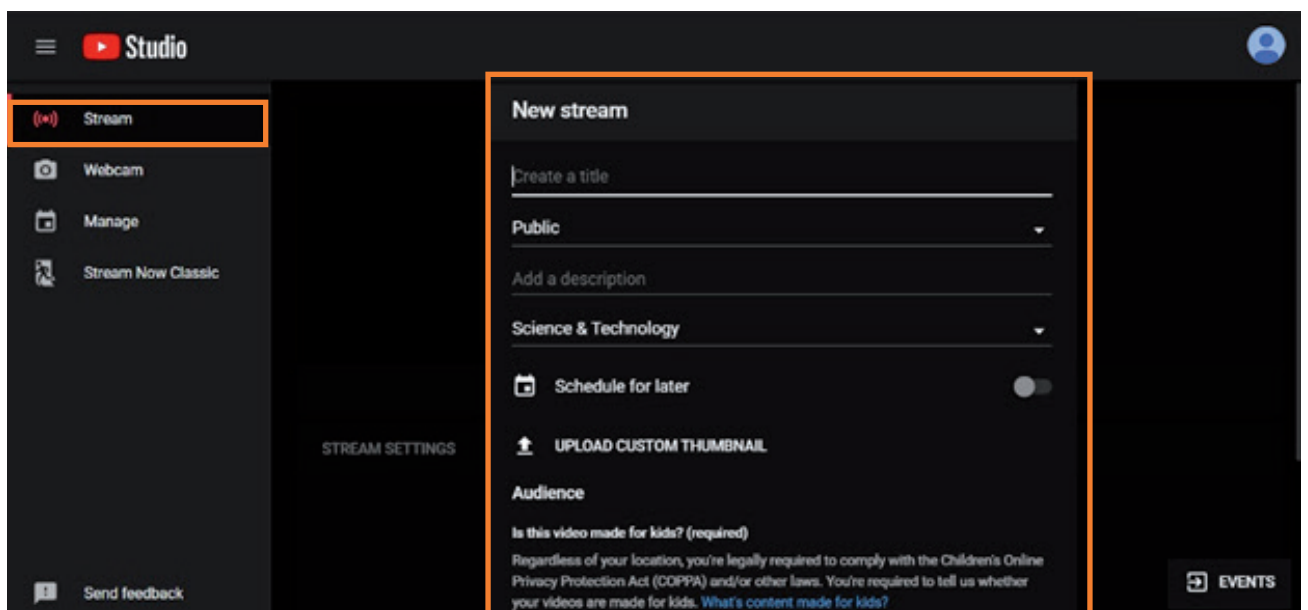 Studio
Stream
Webcam
Manage
Stream Now Classic
Send feedback
STREAM SETTINGS
New stream
Create a title
Public
Add a description
Science & Technology
Schedule for later
UPLOAD CUSTOM THUMBNAIL
Audience
Is this video made for kids? (required)
Regardless of your location, you're legally required to comply with the Children's Online
Privacy Protection Act (COPPA) and/or other laws. You're required to tell us whether
your videos are made for kids. What's content made for kids?
EVENTS